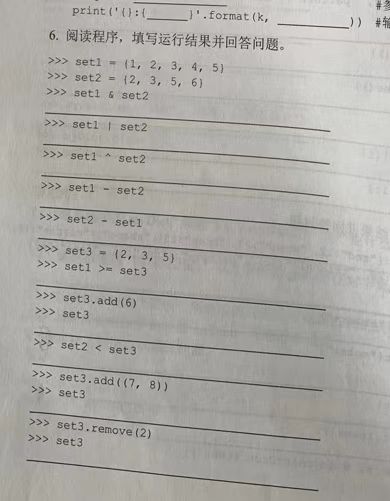 print('{}:{____}'.format(k, __________)) #输
6. 阅读程序，填写运行结果并回答问题。
>>> set1 = {1, 2, 3, 4, 5}
>>> set2 = {2, 3, 5, 6}
>>> set1 & set2
>>> set1 | set2
>>> set1 ^ set2
>>> set1 - set2
>>> set2 - set1
>>> set3 = {2, 3, 5}
>>> set1 >= set3
>>> set3.add(6)
>>> set3
>>> set2 < set3
>>> set3.add((7, 8))
>>> set3
>>> set3.remove(2)
>>> set3